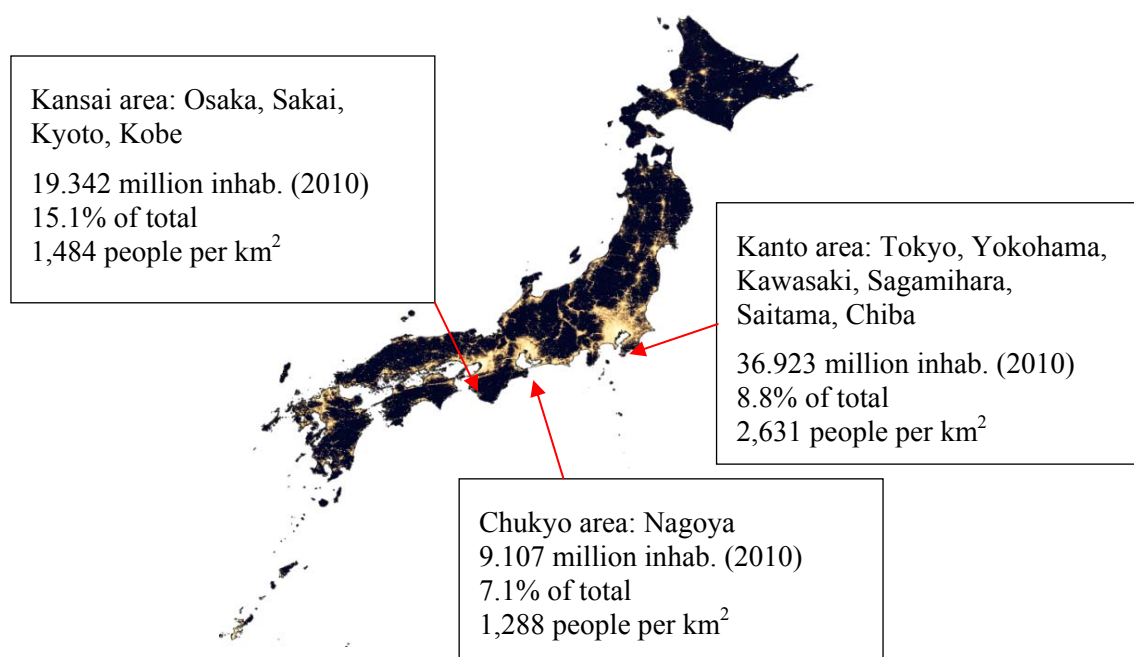 Kansai area: Osaka, Sakai,
Kyoto, Kobe
19.342 million inhab. (2010)
15.1% of total
1,484 people per km²
Kanto area: Tokyo, Yokohama,
Kawasaki, Sagamihara,
Saitama, Chiba
36.923 million inhab. (2010)
8.8% of total
2,631 people per km²
Chukyo area: Nagoya
9.107 million inhab. (2010)
7.1% of total
1,288 people per km²